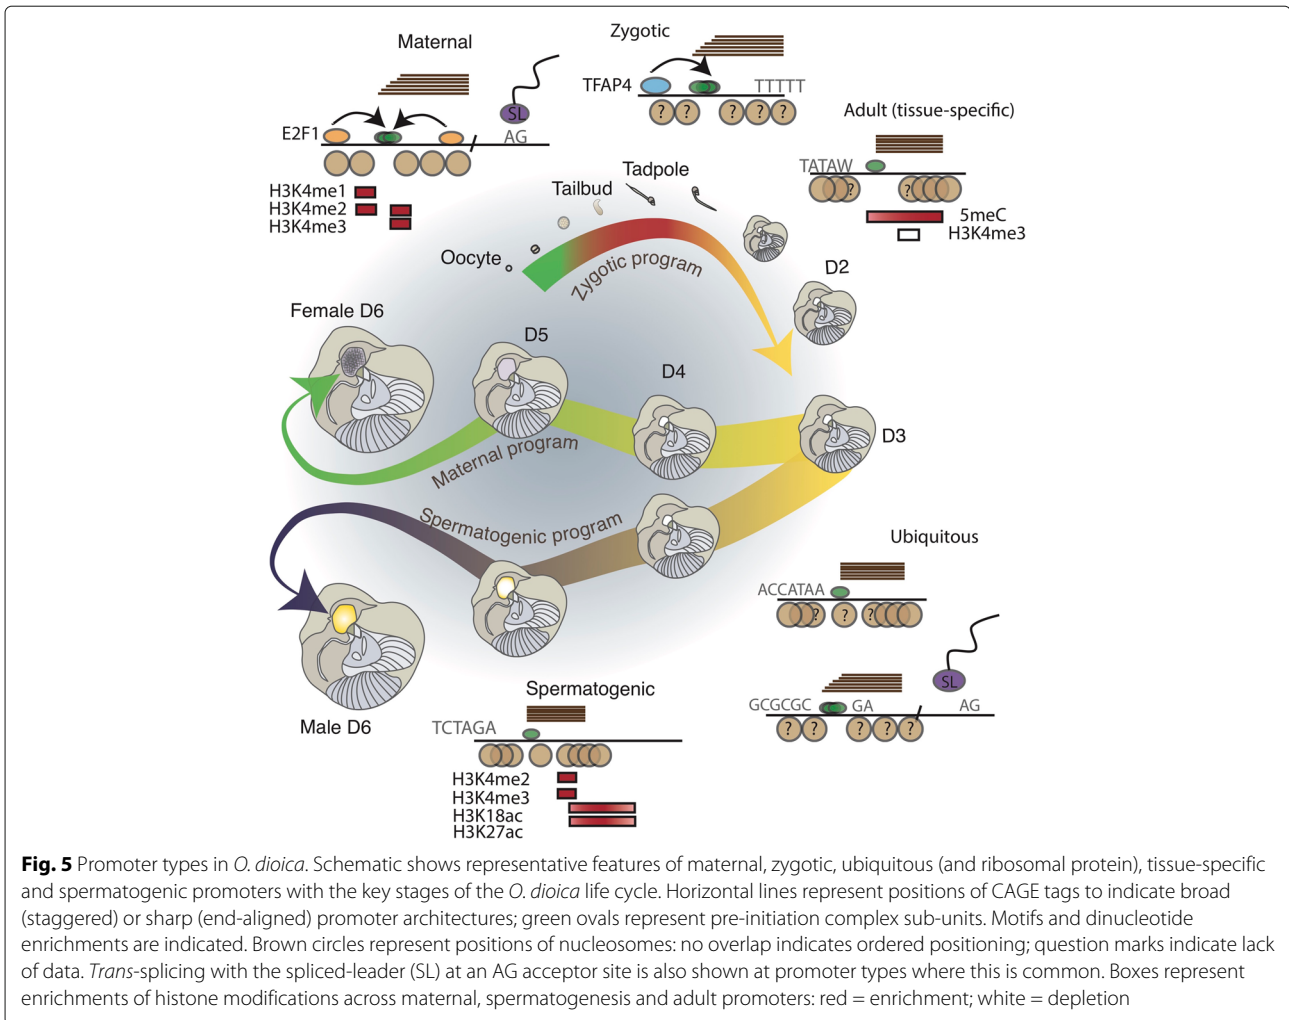 Maternal
Zygotic
SL
TFAP4
TTTTT
? ? ? ? ?
E2F1
AG
Adult (tissue-specific)
TATAW
? ?
H3K4me1
H3K4me2
H3K4me3
5meC
H3K4me3
Tadpole
Tailbud
Oocyte
Zygotic program
D2
Female D6
D5
D4
D3
Maternal program
Spermatogenic program
Ubiquitous
ACCATAA
? ? ?
SL
GCGCGC GA AG
? ? ? ? ?
Male D6
Spermatogenic
TCTAGA
H3K4me2
H3K4me3
H3K18ac
H3K27ac
Fig. 5 Promoter types in O. dioica. Schematic shows representative features of maternal, zygotic, ubiquitous (and ribosomal protein), tissue-specific
and spermatogenic promoters with the key stages of the O. dioica life cycle. Horizontal lines represent positions of CAGE tags to indicate broad
(staggered) or sharp (end-aligned) promoter architectures; green ovals represent pre-initiation complex sub-units. Motifs and dinucleotide
enrichments are indicated. Brown circles represent positions of nucleosomes: no overlap indicates ordered positioning; question marks indicate lack
of data. Trans-splicing with the spliced-leader (SL) at an AG acceptor site is also shown at promoter types where this is common. Boxes represent
enrichments of histone modifications across maternal, spermatogenesis and adult promoters: red = enrichment; white = depletion